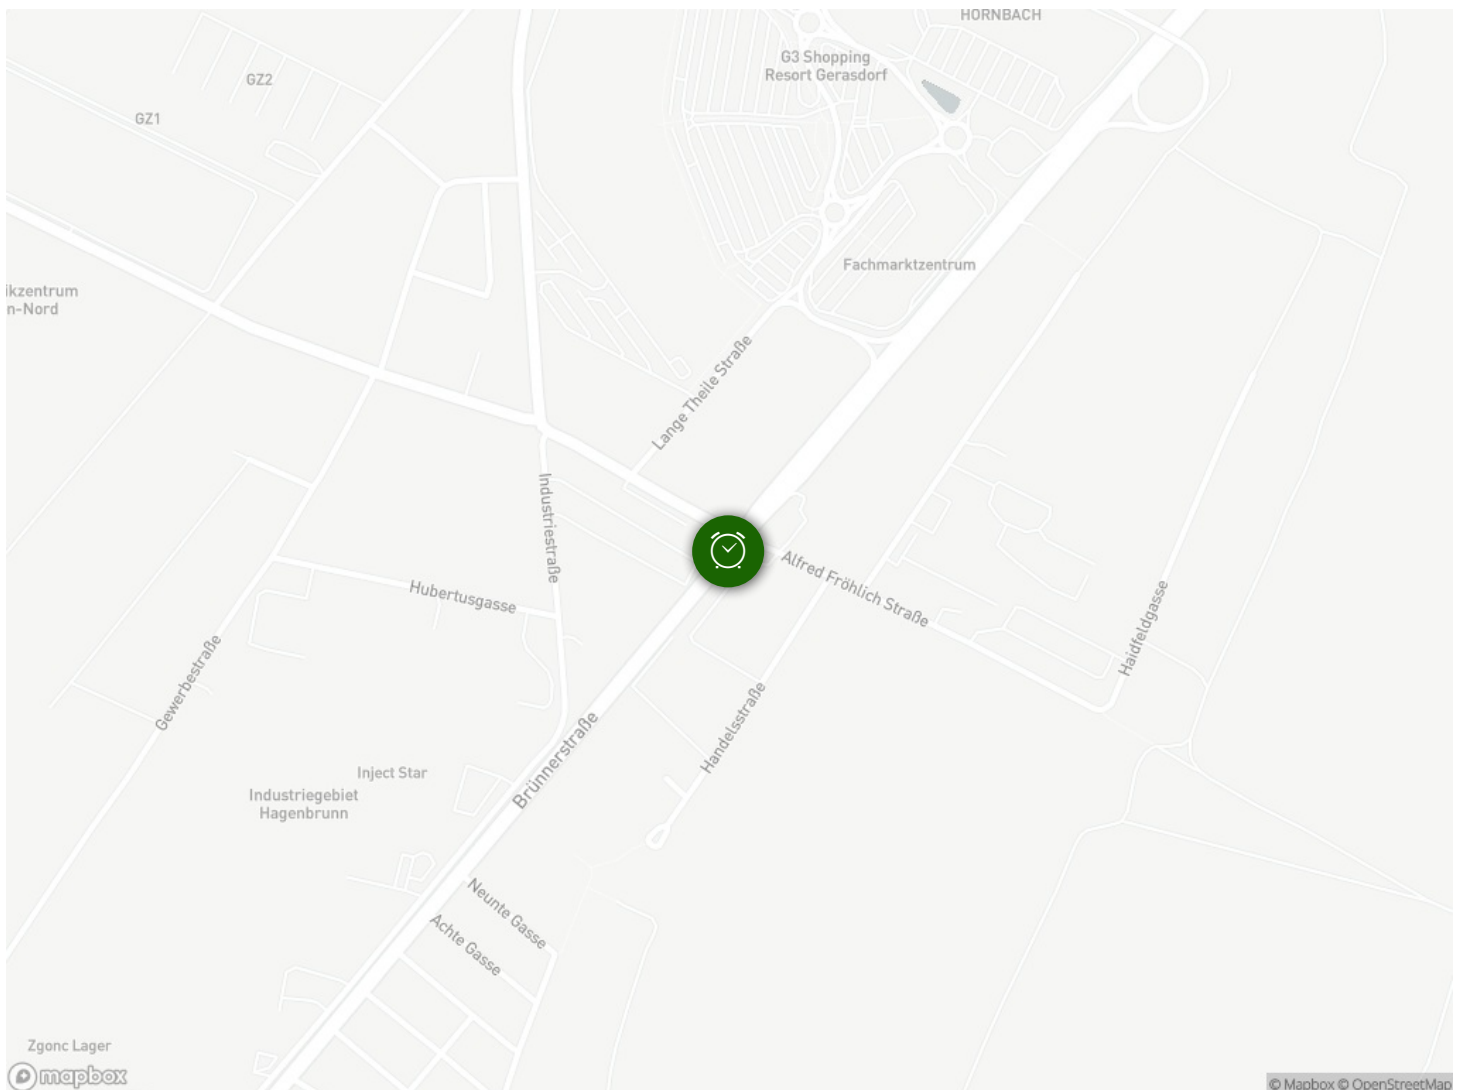 HORNBACH
G3 Shopping
Resort Gerasdorf
GZ2
GZ1
Fachmarktzentrum
ikzentrum
n-Nord
Lange Theile Straße
Industriestraße
Alfred Fröhlich Straße
Hubertusgasse
Haidfeldgasse
Gewerbestraße
Handelsstraße
Brünnerstraße
Inject Star
Industriegebiet
Hagenbrunn
Neunte Gasse
Achte Gasse
Zgonc Lager
mapbox
© Mapbox © OpenStreetMap